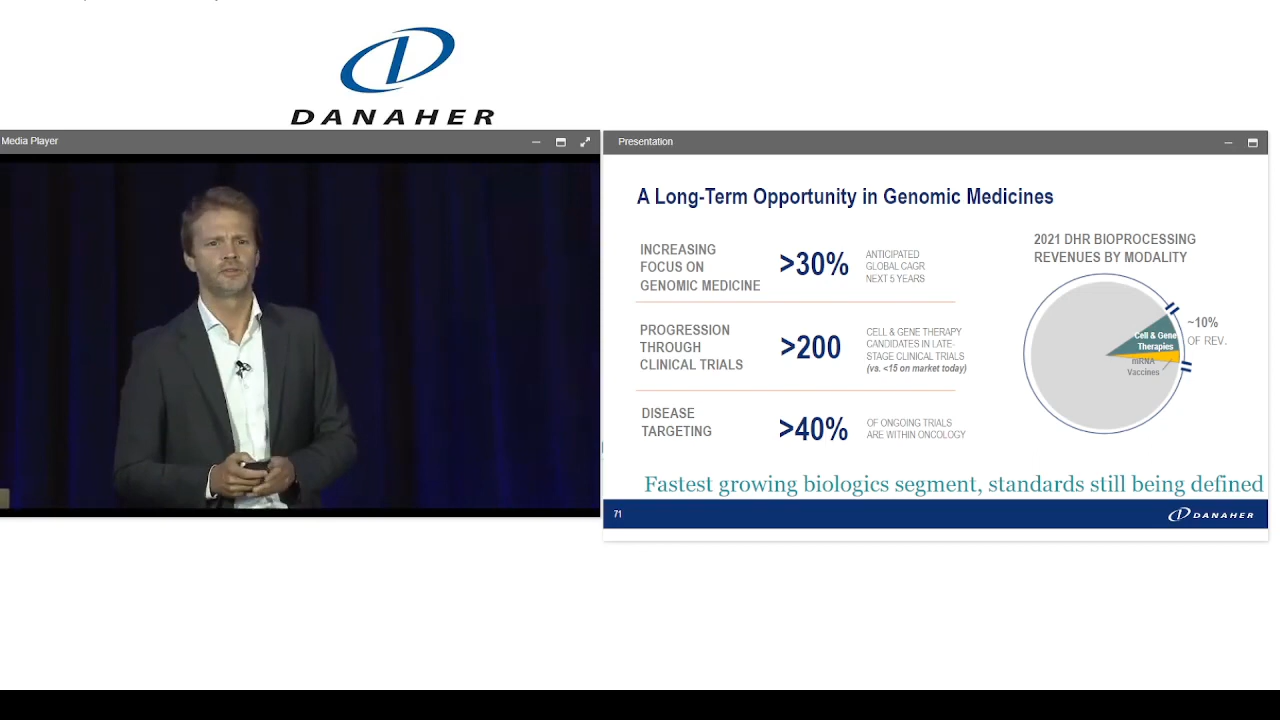 DANAHER
Media Player
Presentation
A Long-Term Opportunity in Genomic Medicines
INCREASING
FOCUS ON
GENOMIC MEDICINE
>30%
ANTICIPATED
GLOBAL CAGR
NEXT 5 YEARS
PROGRESSION
THROUGH
CLINICAL TRIALS
>200
CELL & GENE THERAPY
CANDIDATES IN LATE-
STAGE CLINICAL TRIALS
(vs. <15 on market today)
DISEASE
TARGETING
>40%
OF ONGOING TRIALS
ARE WITHIN ONCOLOGY
2021 DHR BIOPROCESSING
REVENUES BY MODALITY
Cell & Gene
Therapies
mRNA
Vaccines
~10%
OF REV.
Fastest growing biologics segment, standards still being defined
71
DANAHER